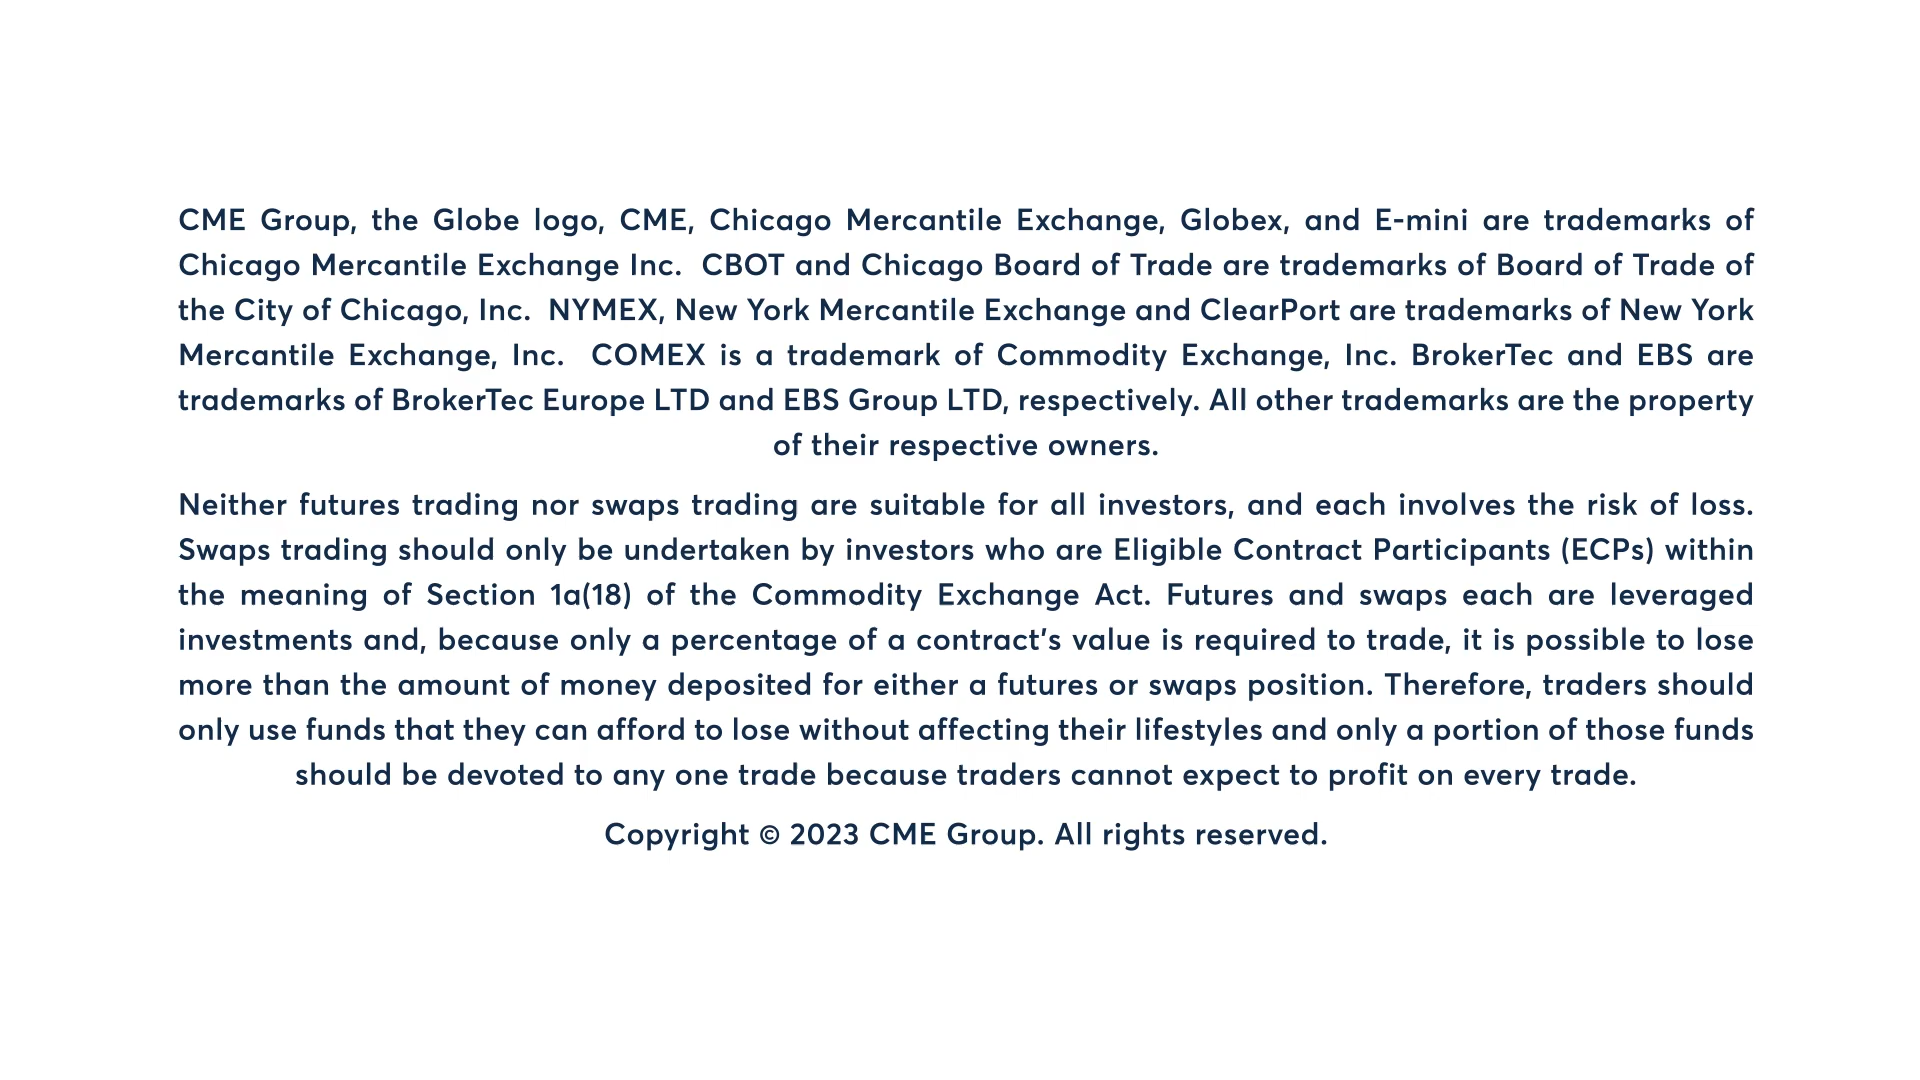 CME Group, the Globe logo, CME, Chicago Mercantile Exchange, Globex, and E-mini are trademarks of
Chicago Mercantile Exchange Inc.  CBOT and Chicago Board of Trade are trademarks of Board of Trade of
the City of Chicago, Inc.  NYMEX, New York Mercantile Exchange and ClearPort are trademarks of New York
Mercantile Exchange, Inc.  COMEX is a trademark of Commodity Exchange, Inc. BrokerTec and EBS are
trademarks of BrokerTec Europe LTD and EBS Group LTD, respectively. All other trademarks are the property
of their respective owners.
Neither futures trading nor swaps trading are suitable for all investors, and each involves the risk of loss.
Swaps trading should only be undertaken by investors who are Eligible Contract Participants (ECPs) within
the meaning of Section 1a(18) of the Commodity Exchange Act. Futures and swaps each are leveraged
investments and, because only a percentage of a contract's value is required to trade, it is possible to lose
more than the amount of money deposited for either a futures or swaps position. Therefore, traders should
only use funds that they can afford to lose without affecting their lifestyles and only a portion of those funds
should be devoted to any one trade because traders cannot expect to profit on every trade.
Copyright © 2023 CME Group. All rights reserved.